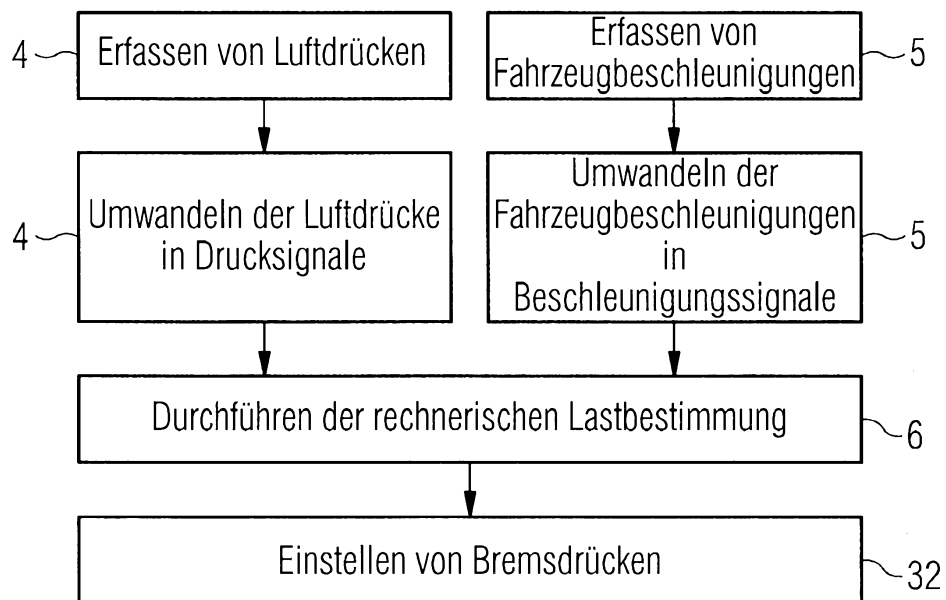 4
Erfassen von Luftdrücken
Erfassen von
Fahrzeugbeschleunigungen
5
4
Umwandeln der Luftdrücke
in Drucksignale
Umwandeln der
Fahrzeugbeschleunigungen
in
Beschleunigungssignale
5
Durchführen der rechnerischen Lastbestimmung
6
Einstellen von Bremsdrücken
32